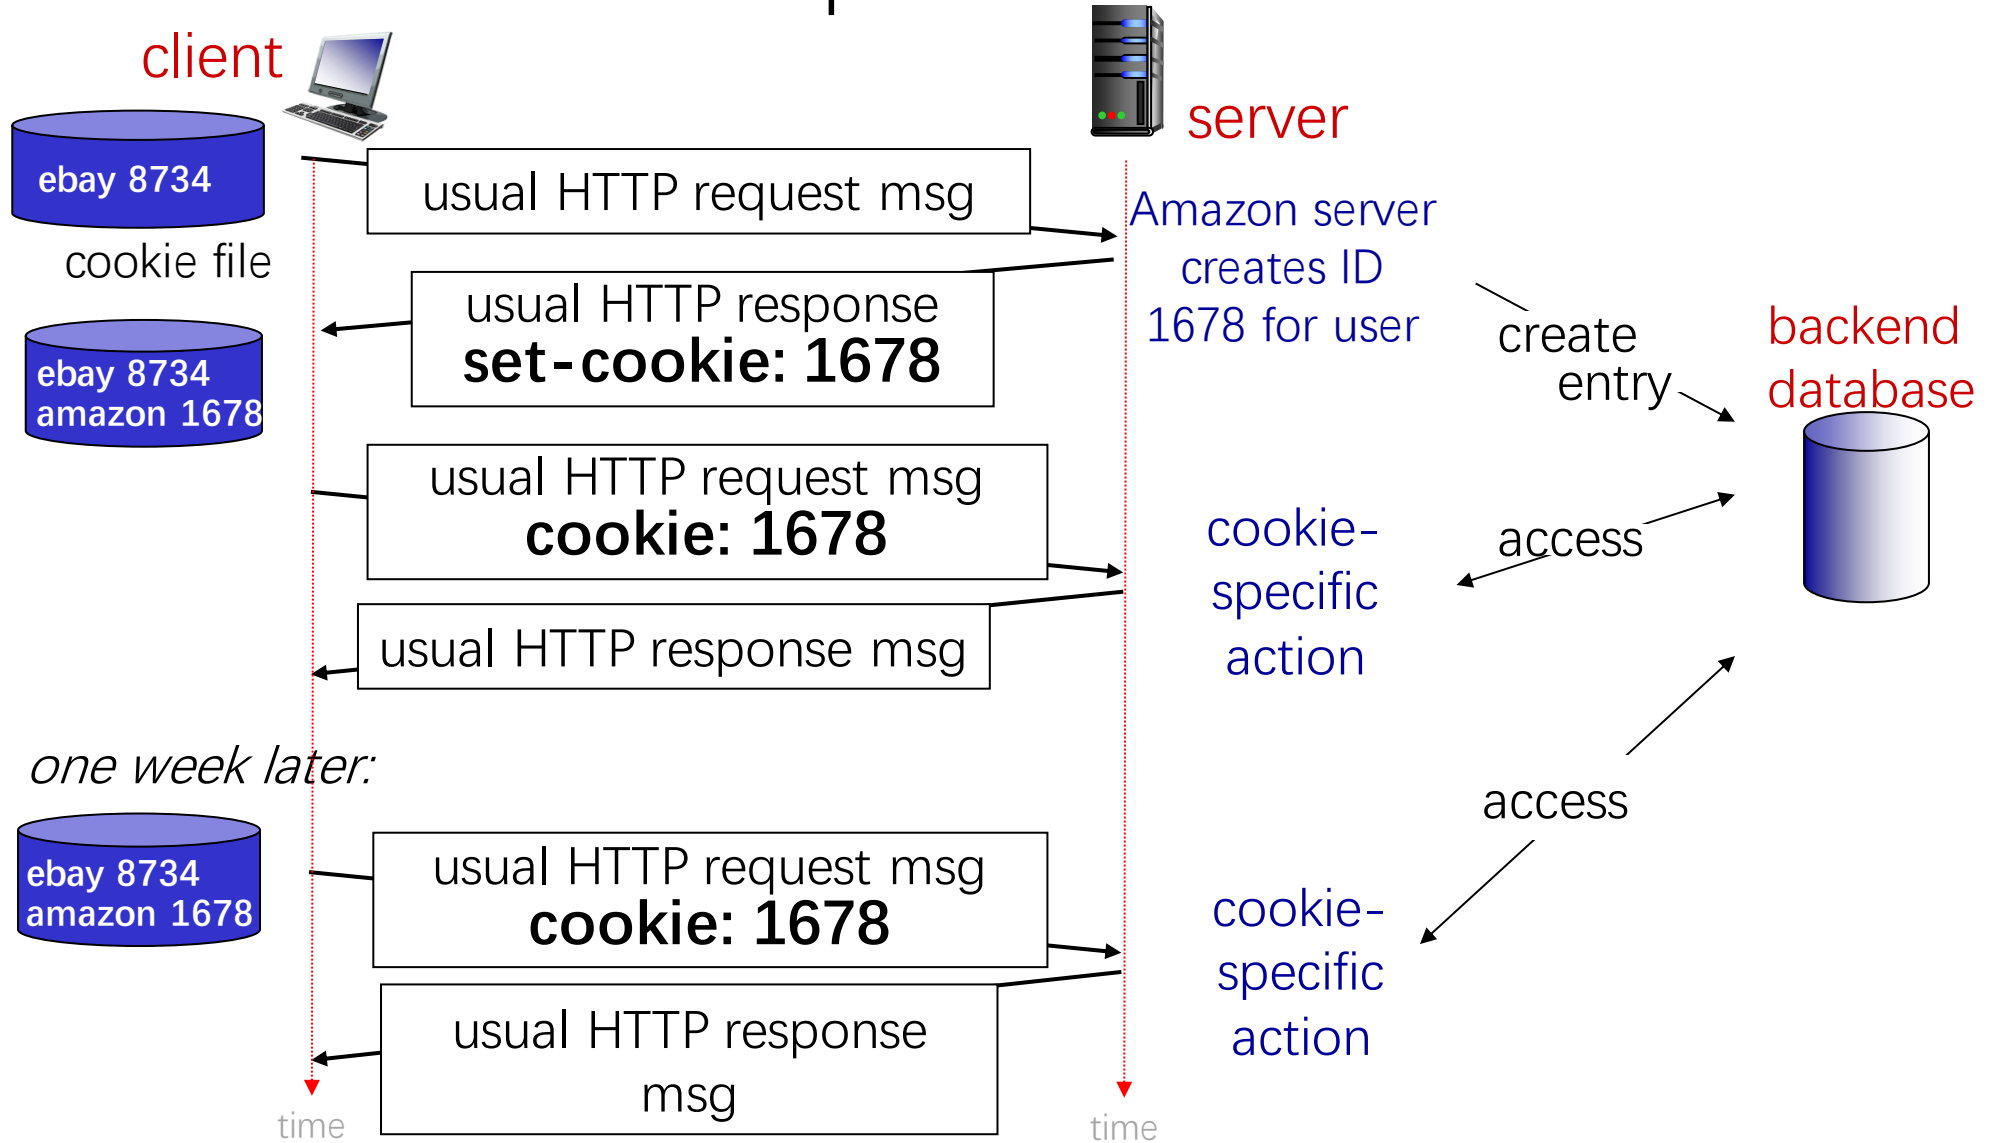 client
server
ebay 8734
cookie file
usual HTTP request msg
Amazon server
creates ID
1678 for user
usual HTTP response
set-cookie: 1678
create
entry
backend
database
ebay 8734
amazon 1678
usual HTTP request msg
cookie: 1678
cookie-
specific
action
access
usual HTTP response msg
one week later:
access
ebay 8734
amazon 1678
usual HTTP request msg
cookie: 1678
cookie-
specific
action
usual HTTP response
msg
time
time